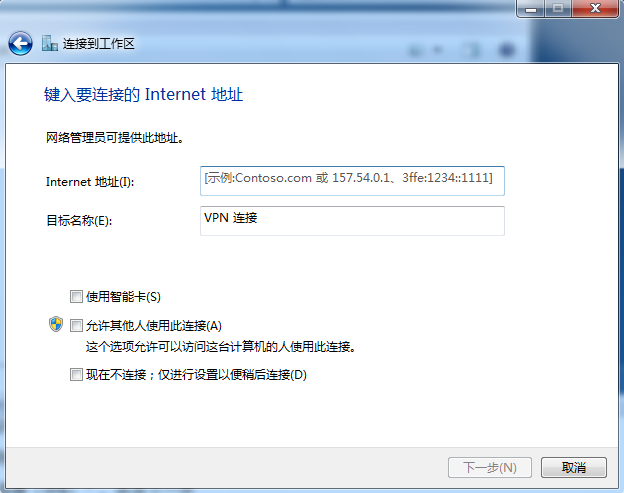 连接到工作区
键入要连接的 Internet 地址
网络管理员可提供此地址。
Internet 地址(I):
[示例:Contoso.com 或 157.54.0.1、3ffe:1234::1111]
目标名称(E):
VPN 连接
使用智能卡(S)
允许其他人使用此连接(A)
这个选项允许可以访问这台计算机的人使用此连接。
现在不连接；仅进行设置以便稍后连接(D)
下一步(N)
取消